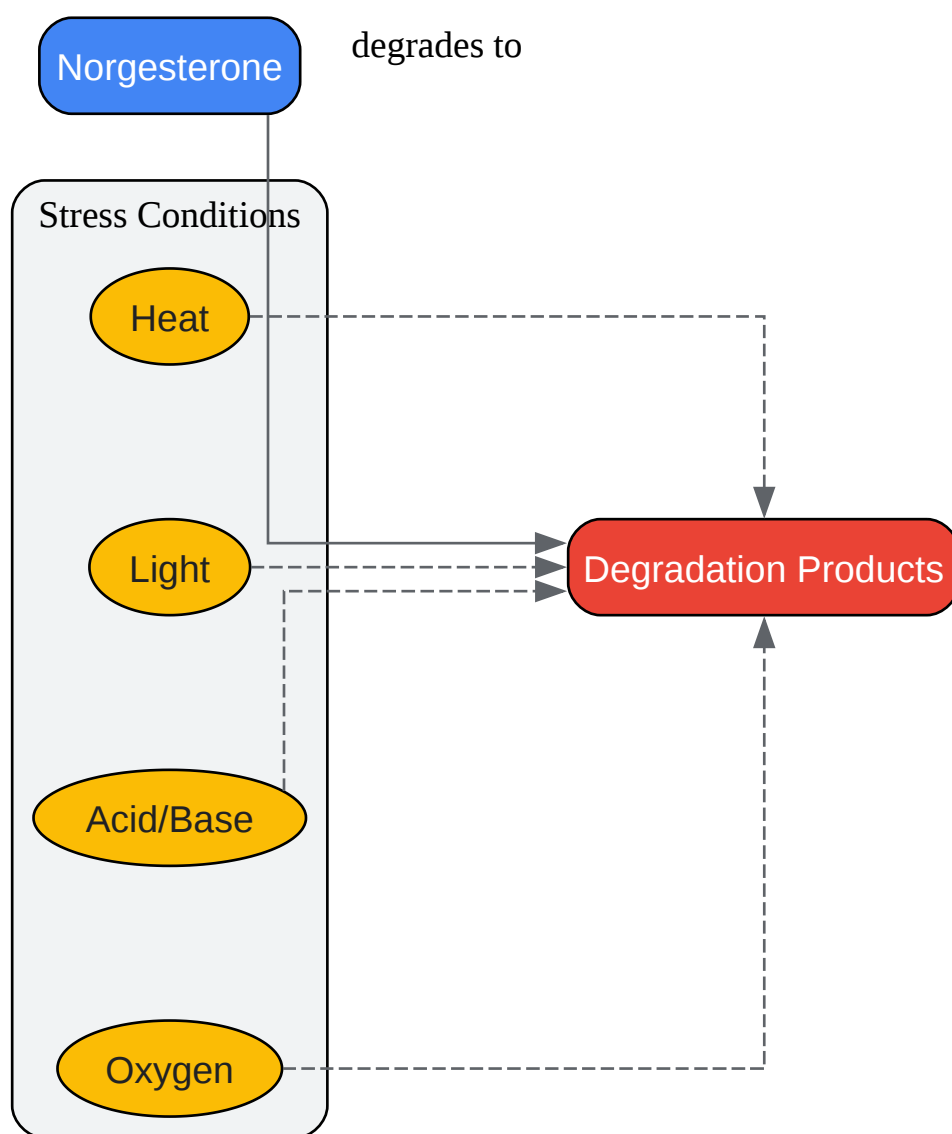 Norgesterone
degrades to
Stress Conditions
Heat
Light
Degradation Products
Acid/Base
Oxygen